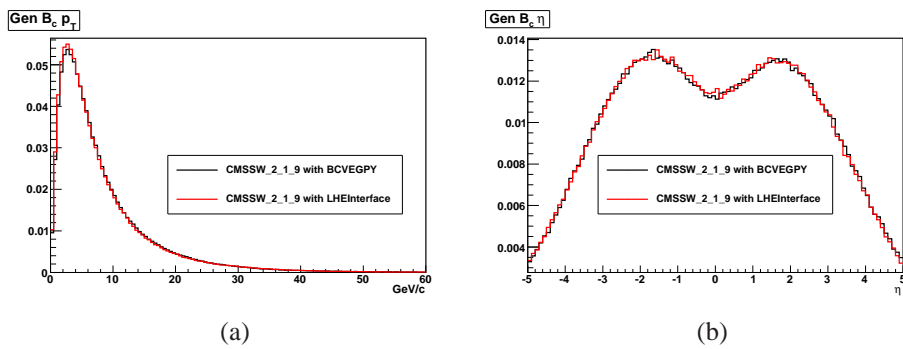 Gen B_c p_T
0.05
0.04
0.03
0.02
0.01
0
CMSSW_2_1_9 with BCVEGPY
CMSSW_2_1_9 with LHEInterface
0 10 20 30 40 50 60
GeV/c
(a)
Gen B_c η
0.014
0.012
0.010
0.008
0.006
0.004
CMSSW_2_1_9 with BCVEGPY
CMSSW_2_1_9 with LHEInterface
-5 -4 -3 -2 -1 0 1 2 3 4 5
η
(b)